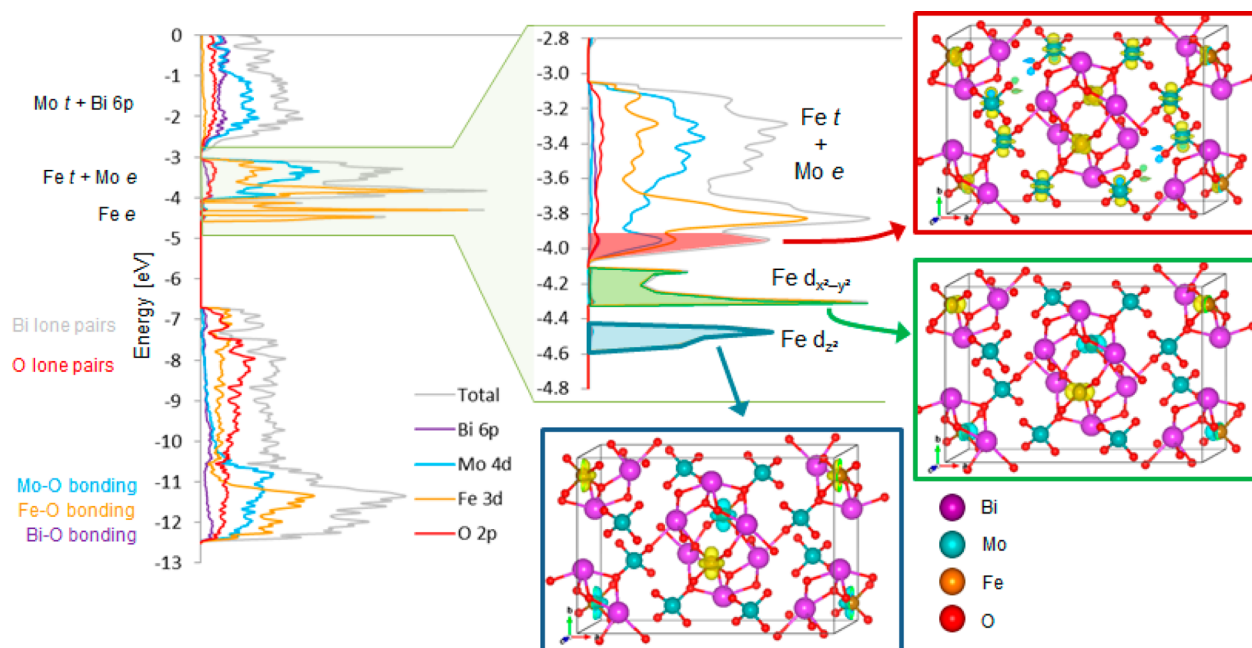 0
-1
-2
-3
-4
-5
-6
-7
-8
-9
-10
-11
-12
-13
Energy [eV]
Mo t + Bi 6p
Fe t + Mo e
Fe e
Bi lone pairs
O lone pairs
Mo-O bonding
Fe-O bonding
Bi-O bonding
Total
Bi 6p
Mo 4d
Fe 3d
O 2p
-2.8
-3.0
-3.2
-3.4
-3.6
-3.8
-4.0
-4.2
-4.4
-4.6
-4.8
Fe t
+
Mo e
Fe dx²–y²
Fe dz²
b
a
b
a
b
a
Bi
Mo
Fe
O